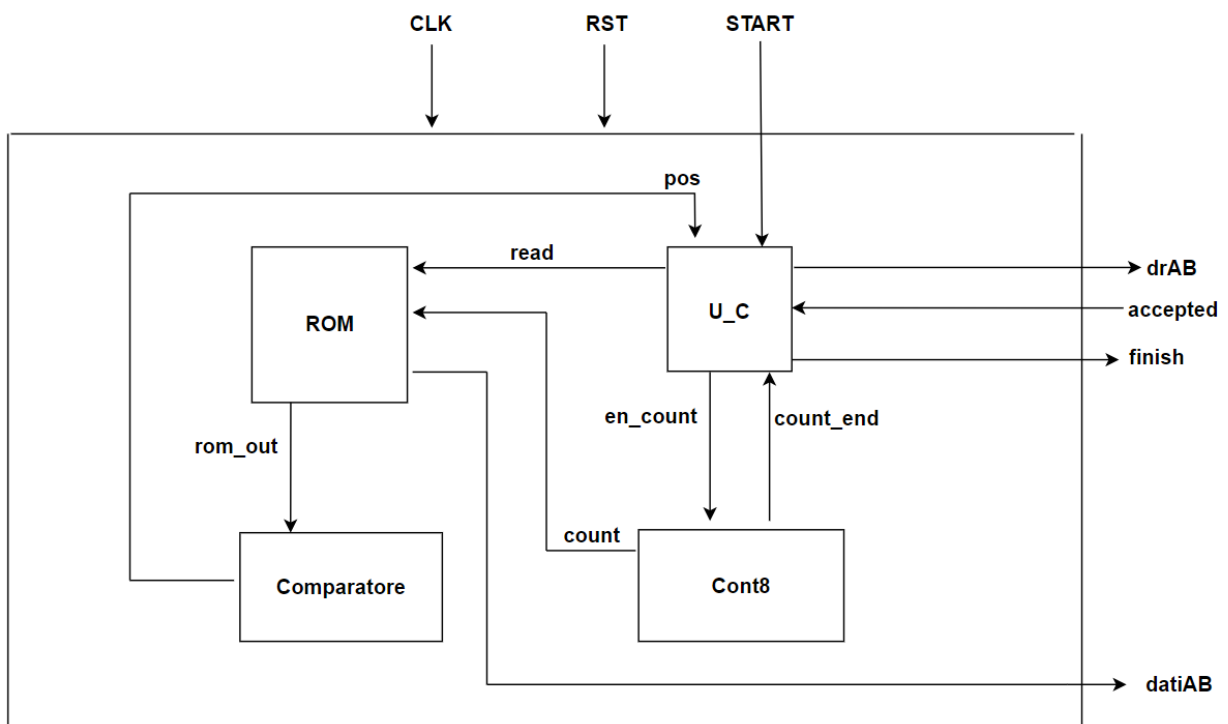 CLK
RST
START
pos
read
drAB
ROM
U_C
accepted
finish
en_count
count_end
rom_out
count
Comparatore
Cont8
datiAB